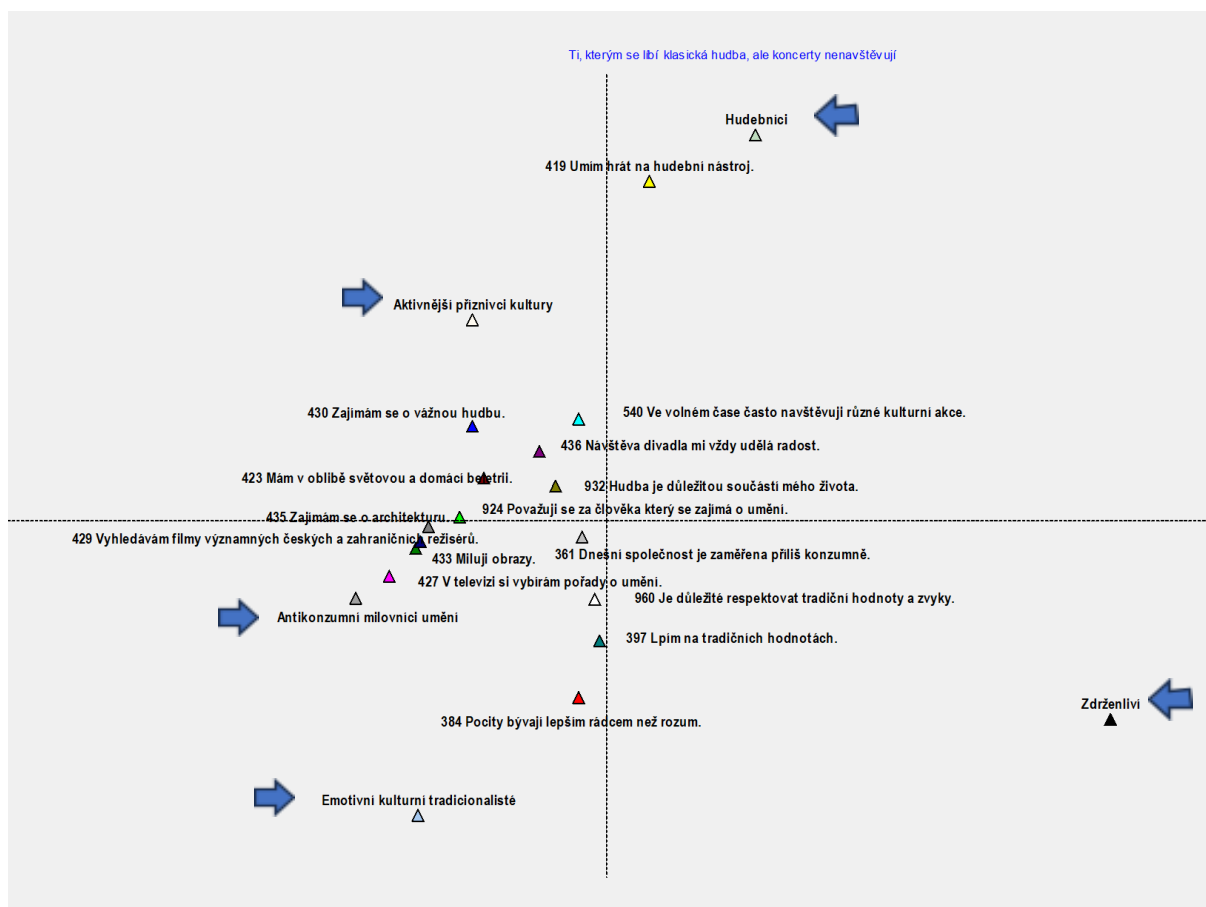 Ti, kterým se líbí klasická hudba, ale koncerty nenavštěvují
Hudebníci
419 Umím hrát na hudební nástroj.
Aktivnější příznivci kultury
430 Zajímám se o vážnou hudbu.
540 Ve volném čase často navštěvuji různé kulturní akce.
436 Návštěva divadla mi vždy udělá radost.
423 Mám v oblibě světovou a domácí beletrii.
932 Hudba je důležitou součástí mého života.
924 Považuji se za člověka který se zajímá o umění.
435 Zajímám se o architekturu.
429 Vyhledávám filmy významných českých a zahraničních režisérů.
361 Dnešní společnost je zaměřena příliš konzumně.
433 Miluji obrazy.
427 V televizi si vybírám pořady o umění.
960 Je důležité respektovat tradiční hodnoty a zvyky.
Antikonzumní milovníci umění
397 Lpím na tradičních hodnotách.
Zdrženliví
384 Pocity bývají lepším rádcem než rozum.
Emotivní kulturní tradicionalisté